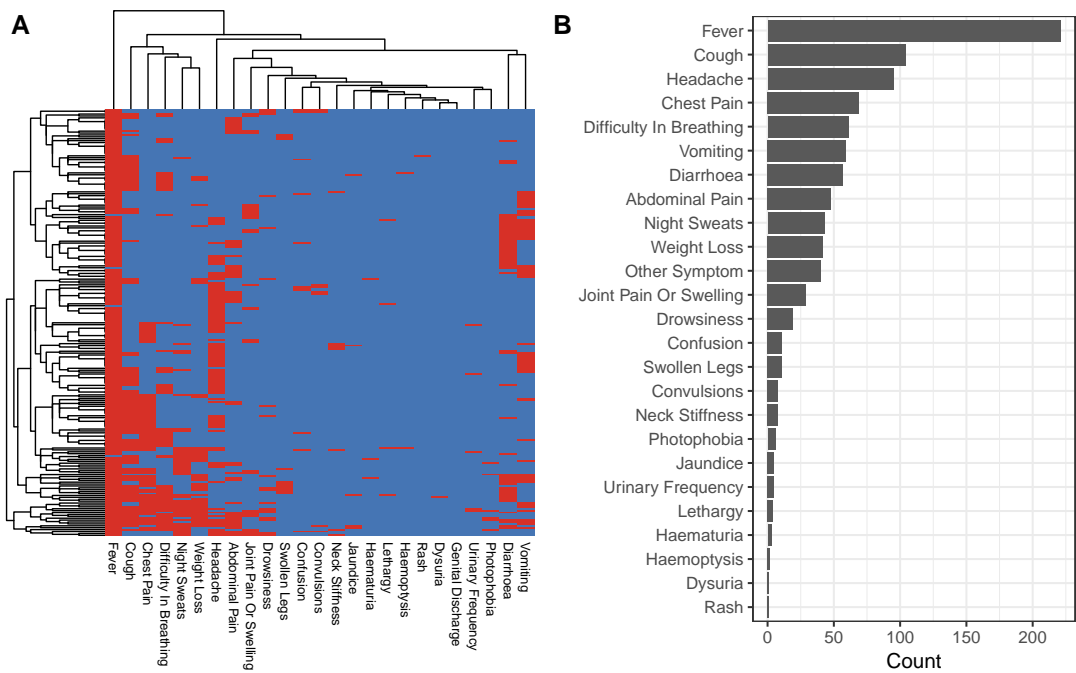 A
Fever
Cough
Chest Pain
Difficulty In Breathing
Night Sweats
Weight Loss
Headache
Abdominal Pain
Joint Pain Or Swelling
Drowsiness
Swollen Legs
Confusion
Convulsions
Neck Stiffness
Jaundice
Haematuria
Lethargy
Haemoptysis
Rash
Dysuria
Genital Discharge
Urinary Frequency
Photophobia
Diarrhoea
Vomiting
B
Fever
Cough
Headache
Chest Pain
Difficulty In Breathing
Vomiting
Diarrhoea
Abdominal Pain
Night Sweats
Weight Loss
Other Symptom
Joint Pain Or Swelling
Drowsiness
Confusion
Swollen Legs
Convulsions
Neck Stiffness
Photophobia
Jaundice
Urinary Frequency
Lethargy
Haematuria
Haemoptysis
Dysuria
Rash
0 50 100 150 200
Count